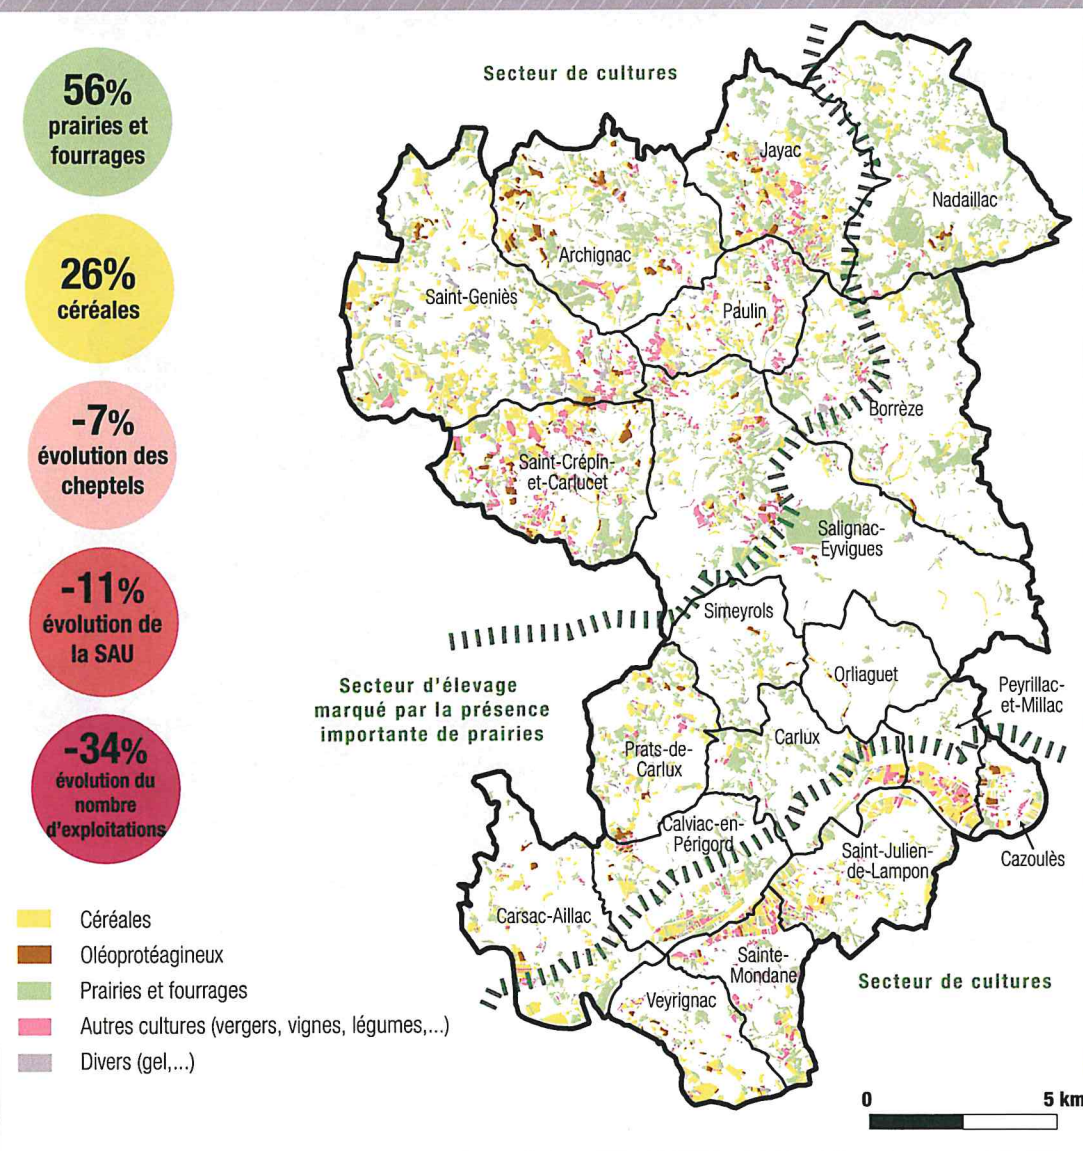 56%
prairies et
fourrages
26%
céréales
-7%
évolution des
cheptels
-11%
évolution de
la SAU
-34%
évolution du
nombre
d'exploitations
Céréales
Oléoprotéagineux
Prairies et fourrages
Autres cultures (vergers, vignes, légumes,...)
Divers (gel,...)
Secteur de cultures
Jayac
Nadaillac
Archignac
Saint-Geniès
Paulin
Borrèze
Saint-Crépin-
et-Carlucet
Salignac-
Eyvigues
Simeyrols
Orliaguet
Secteur d'élevage
marqué par la présence
importante de prairies
Peyrillac-
et-Millac
Prats-de-
Carlux
Carlux
Calviac-en-
Périgord
Saint-Julien-
de-Lampon
Cazoulès
Carsac-Aillac
Sainte-
Mondane
Veyrignac
Secteur de cultures
0 5 km